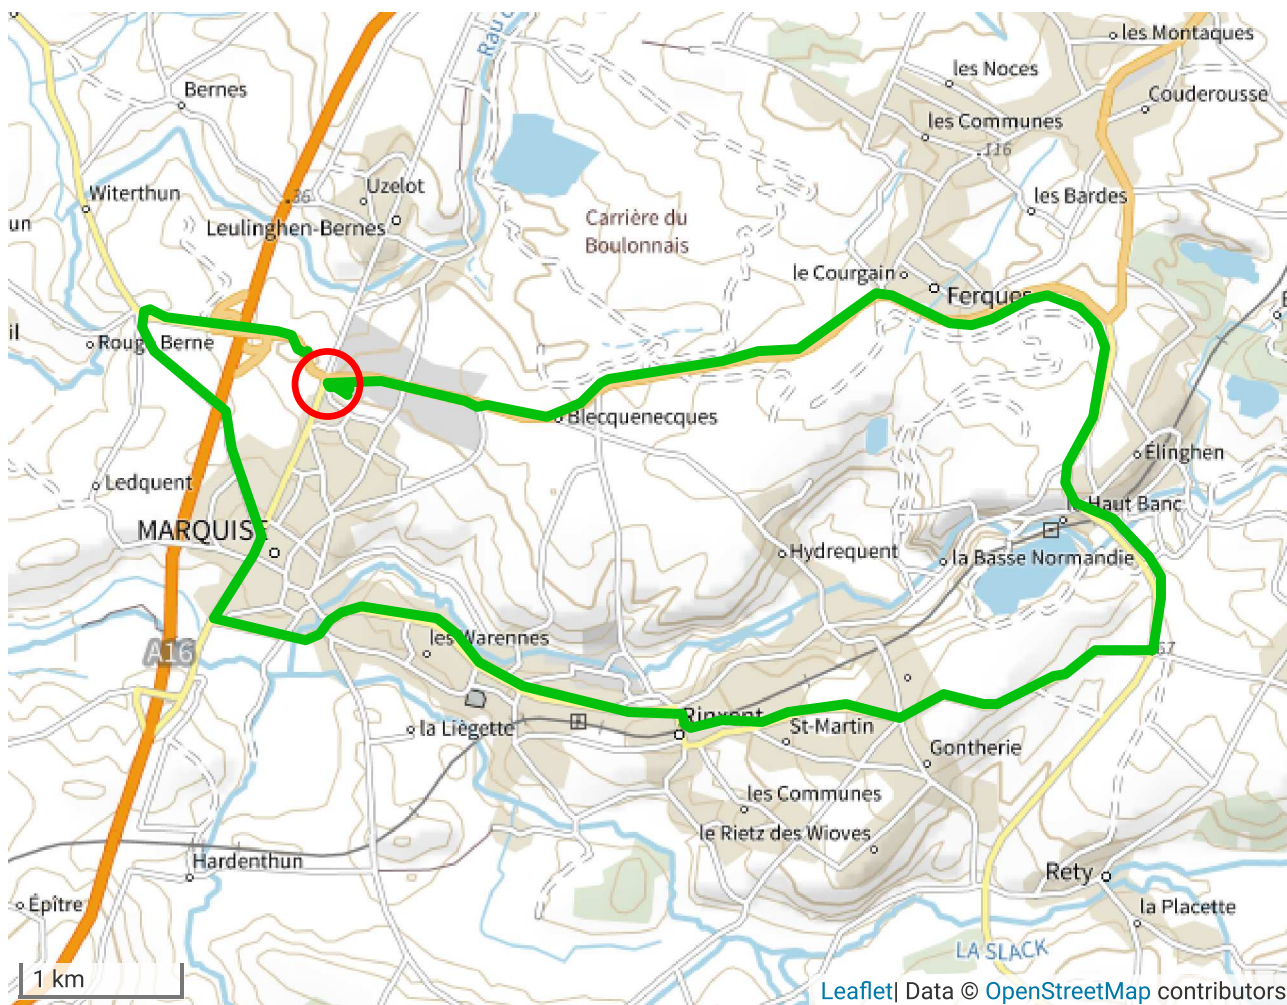 les Montaques
les Noces
Bernes
Couderousse
les Communes
116
Witerthun
Uzelot
36
les Bardes
un
Leulinghen-Bernes
Carrière du
Boulonnais
le Courgain
Ferques
il
Berne
Blecquenecques
Élinghen
Ledquent
Haut Banc
MARQUISE
Hydrequent
la Basse Normandie
les Warennes
A16
57
Rinxent
la Liègette
St-Martin
Gontherie
les Communes
le Rietz des Wioves
Hardenthun
Rety
Épître
la Placette
LA SLACK
1 km
Leaflet| Data © OpenStreetMap contributors